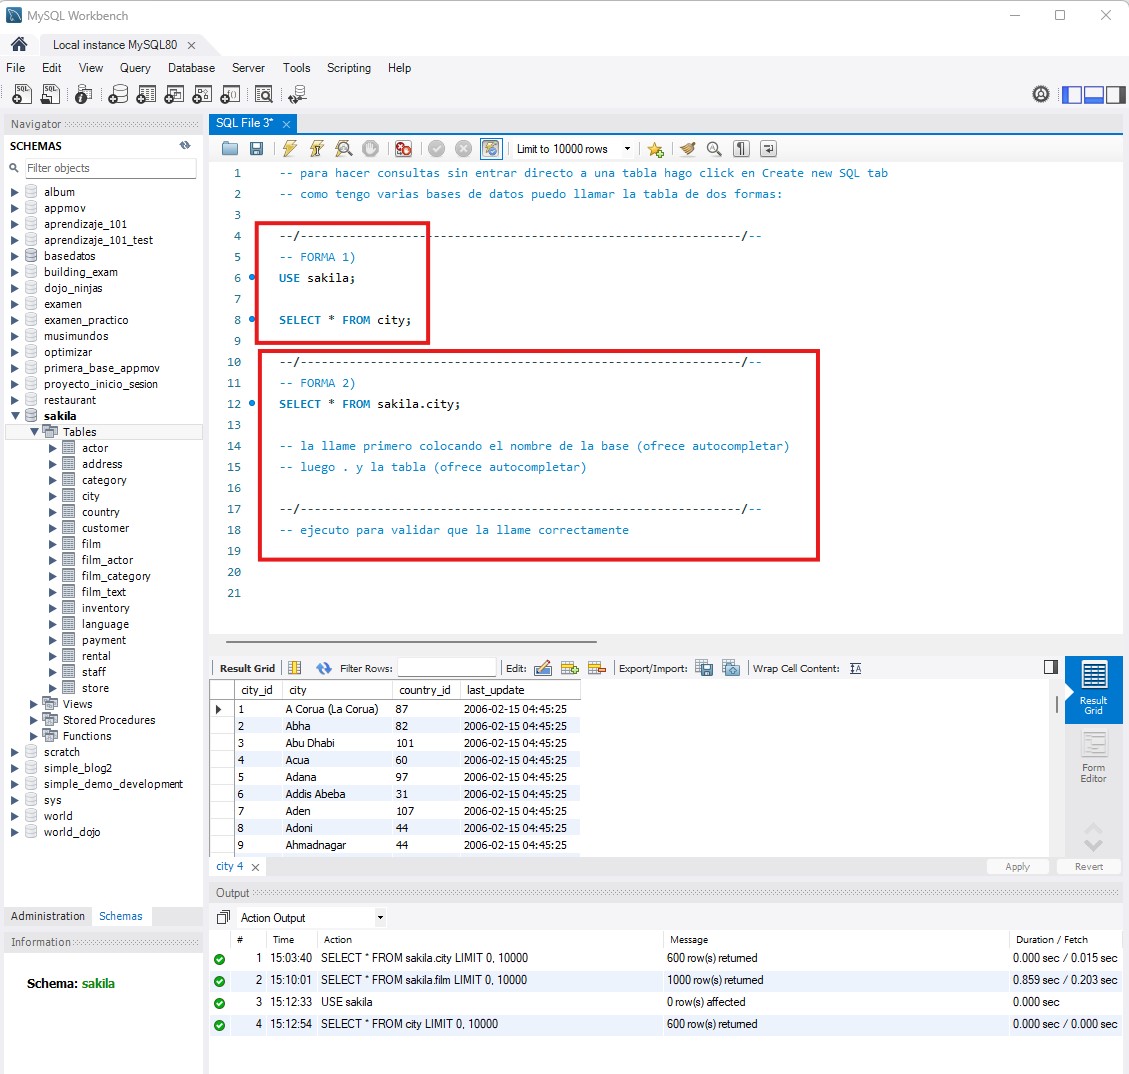 MySQL Workbench
Local instance MySQL80
File Edit View Query Database Server Tools Scripting Help
Navigator
SCHEMAS
Filter objects
album
appmov
aprendizaje_101
aprendizaje_101_test
basedatos
building_exam
dojo_ninjas
examen
examen_practico
musimundos
optimizar
primera_base_appmov
proyecto_inicio_sesion
restaurant
sakila
Tables
actor
address
category
city
country
customer
film
film_actor
film_category
film_text
inventory
language
payment
rental
staff
store
Views
Stored Procedures
Functions
scratch
simple_blog2
simple_demo_development
sys
world
world_dojo
Administration Schemas
Information
Schema: sakila
SQL File 3*
Limit to 10000 rows
1 -- para hacer consultas sin entrar directo a una tabla hago click en Create new SQL tab
2 -- como tengo varias bases de datos puedo llamar la tabla de dos formas:
3
4 --/---------------------------------------------------------------/--
5 -- FORMA 1)
6 USE sakila;
7
8 SELECT * FROM city;
9
10 --/---------------------------------------------------------------/--
11 -- FORMA 2)
12 SELECT * FROM sakila.city;
13
14 -- la llame primero colocando el nombre de la base (ofrece autocompletar)
15 -- luego . y la tabla (ofrece autocompletar)
16
17 --/---------------------------------------------------------------/--
18 -- ejecuto para validar que la llame correctamente
19
20
21
Result Grid Filter Rows: Edit: Export/Import: Wrap Cell Content:
city_id city country_id last_update
1 A Corua (La Corua) 87 2006-02-15 04:45:25
2 Abha 82 2006-02-15 04:45:25
3 Abu Dhabi 101 2006-02-15 04:45:25
4 Acua 60 2006-02-15 04:45:25
5 Adana 97 2006-02-15 04:45:25
6 Addis Abeba 31 2006-02-15 04:45:25
7 Aden 107 2006-02-15 04:45:25
8 Adoni 44 2006-02-15 04:45:25
9 Ahmadnagar 44 2006-02-15 04:45:25
Result
Grid
Form
Editor
city 4
Apply Revert
Output
Action Output
# Time Action Message Duration / Fetch
1 15:03:40 SELECT * FROM sakila.city LIMIT 0, 10000 600 row(s) returned 0.000 sec / 0.015 sec
2 15:10:01 SELECT * FROM sakila.film LIMIT 0, 10000 1000 row(s) returned 0.859 sec / 0.203 sec
3 15:12:33 USE sakila 0 row(s) affected 0.000 sec
4 15:12:54 SELECT * FROM city LIMIT 0, 10000 600 row(s) returned 0.000 sec / 0.000 sec